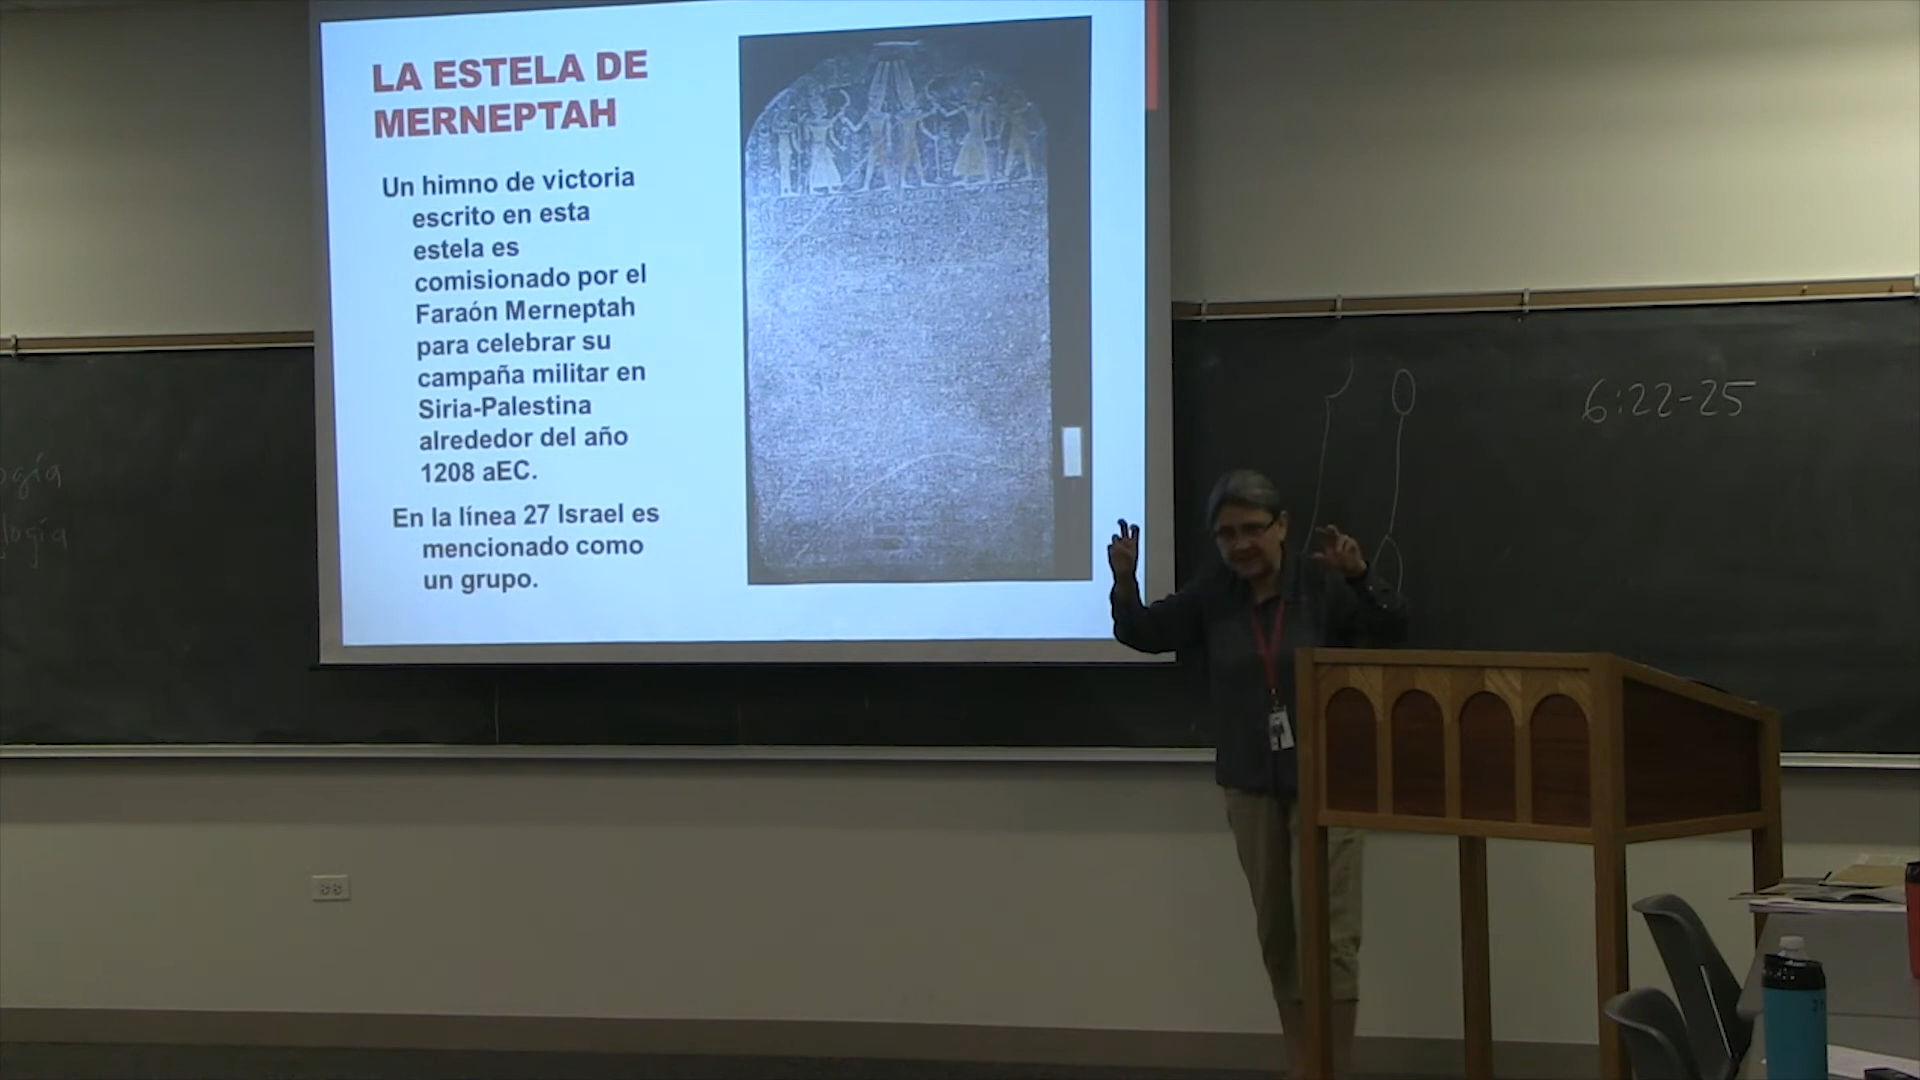 LA ESTELA DE
MERNEPTAH
Un himno de victoria
escrito en esta
estela es
comisionado por el
Faraón Merneptah
para celebrar su
campaña militar en
Siria-Palestina
alrededor del año
1208 aEC.
En la línea 27 Israel es
mencionado como
un grupo.
6:22-25